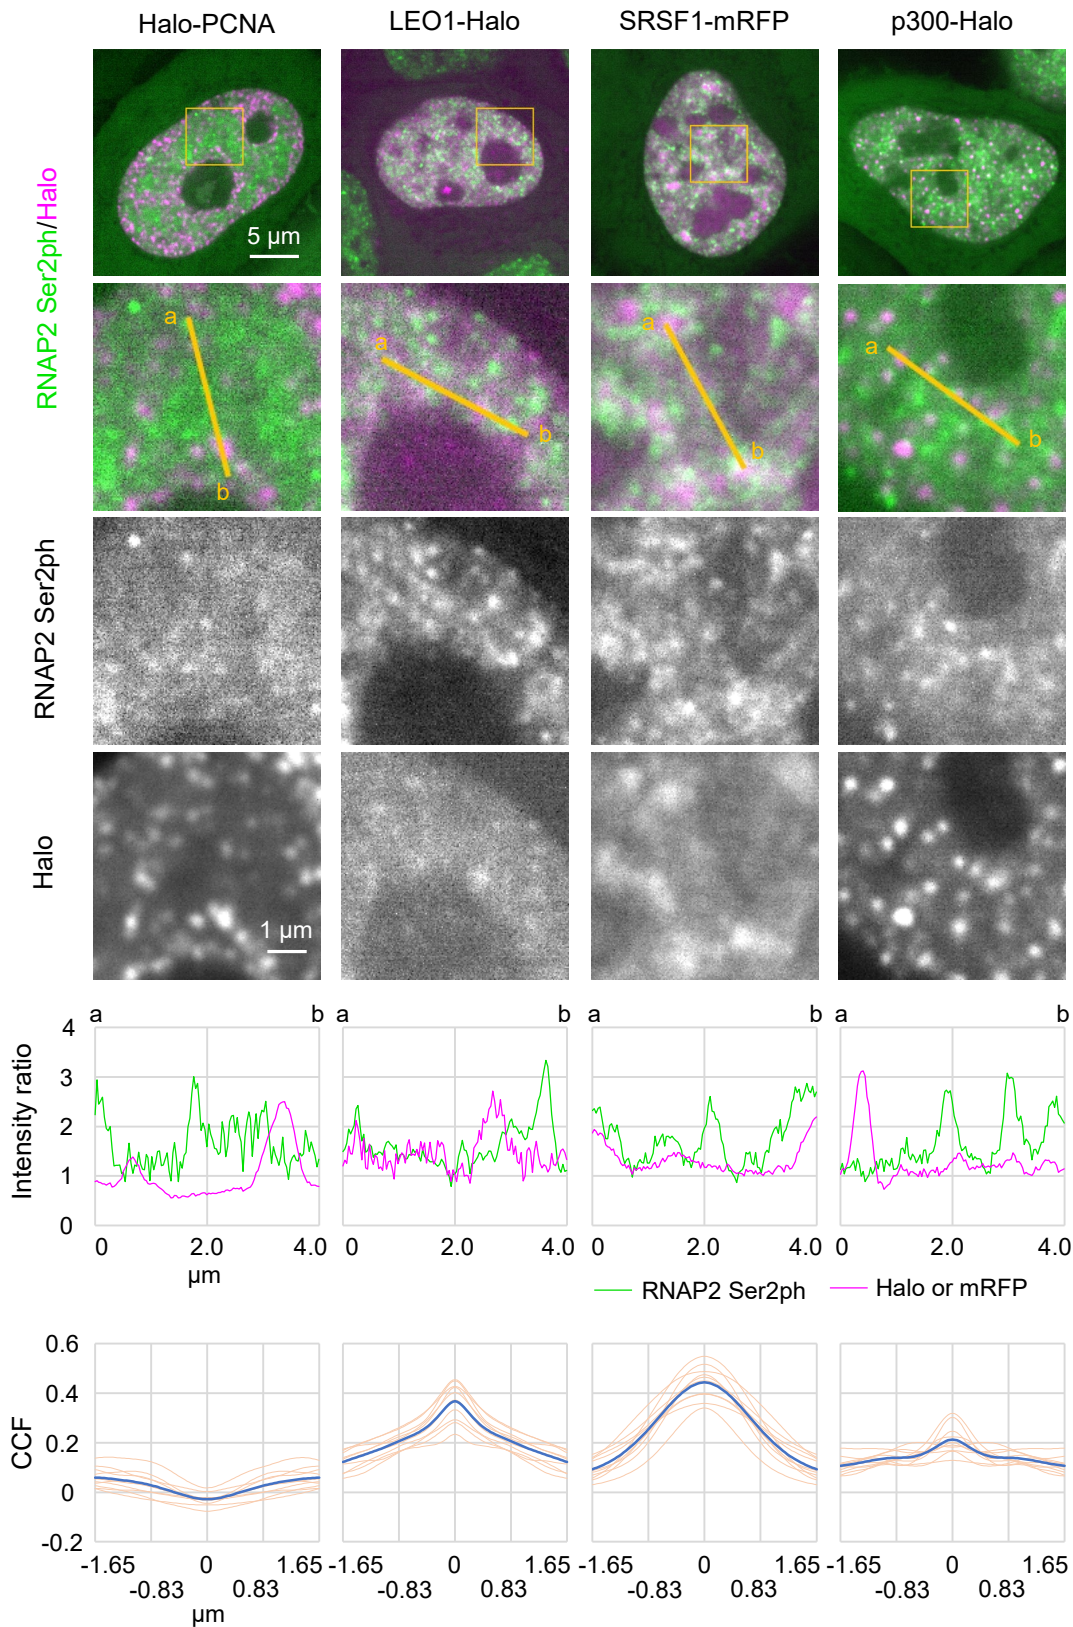 Halo-PCNA LEO1-Halo SRSF1-mRFP p300-Halo
RNAP2 Ser2ph/Halo
5 µm
a
b
a
b
a
b
a
b
RNAP2 Ser2ph
Halo
1 µm
a b a b a b a b
Intensity ratio
4
3
2
1
0
0 2.0 4.0 0 2.0 4.0 0 2.0 4.0 0 2.0 4.0
µm
RNAP2 Ser2ph Halo or mRFP
CCF
0.6
0.4
0.2
0
-0.2
-1.65 0 1.65 -1.65 0 1.65 -1.65 0 1.65 -1.65 0 1.65
-0.83 0.83 -0.83 0.83 -0.83 0.83 -0.83 0.83
µm